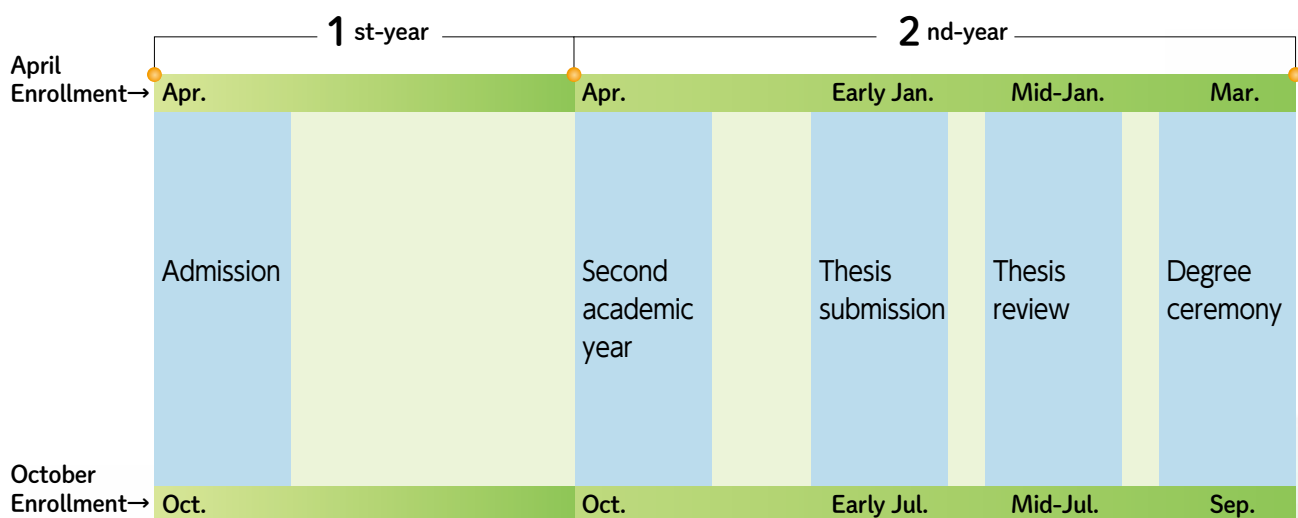 1 st-year
2 nd-year
April
Enrollment→
Apr.
Apr.
Early Jan.
Mid-Jan.
Mar.
Admission
Second
academic
year
Thesis
submission
Thesis
review
Degree
ceremony
October
Enrollment→
Oct.
Oct.
Early Jul.
Mid-Jul.
Sep.